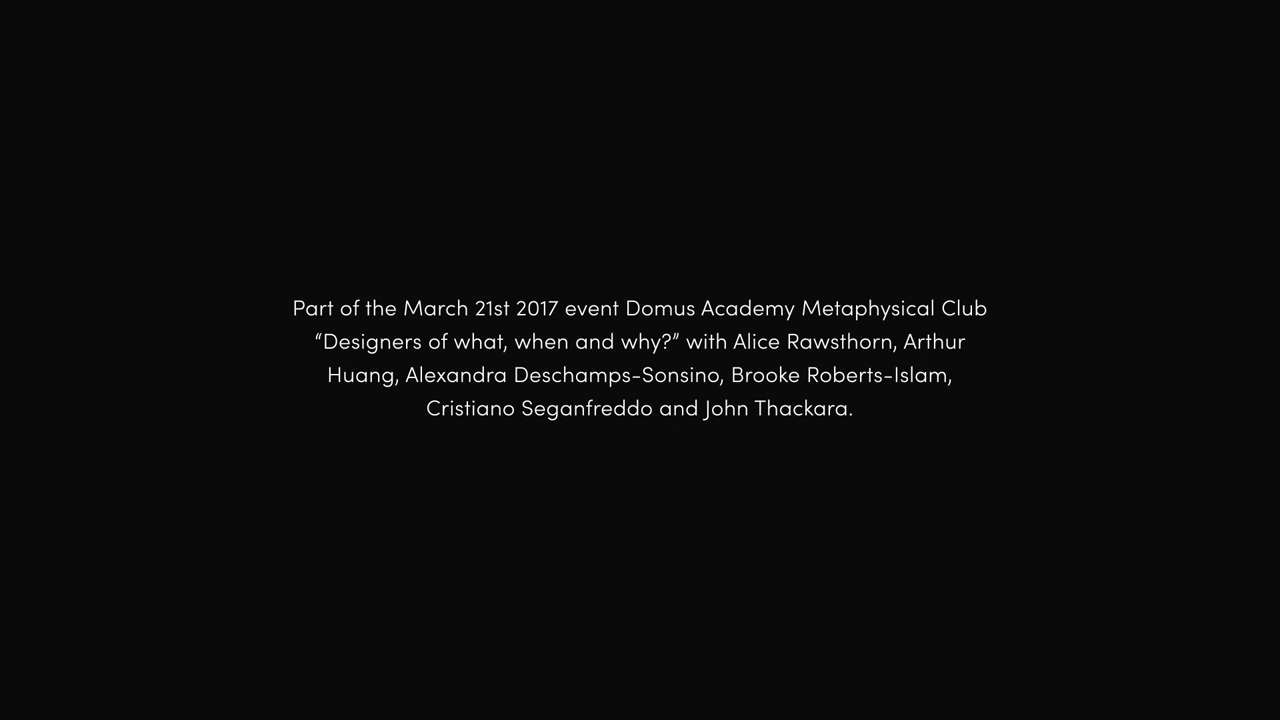 Part of the March 21st 2017 event Domus Academy Metaphysical Club
“Designers of what, when and why?” with Alice Rawsthorn, Arthur
Huang, Alexandra Deschamps-Sonsino, Brooke Roberts-Islam,
Cristiano Seganfreddo and John Thackara.